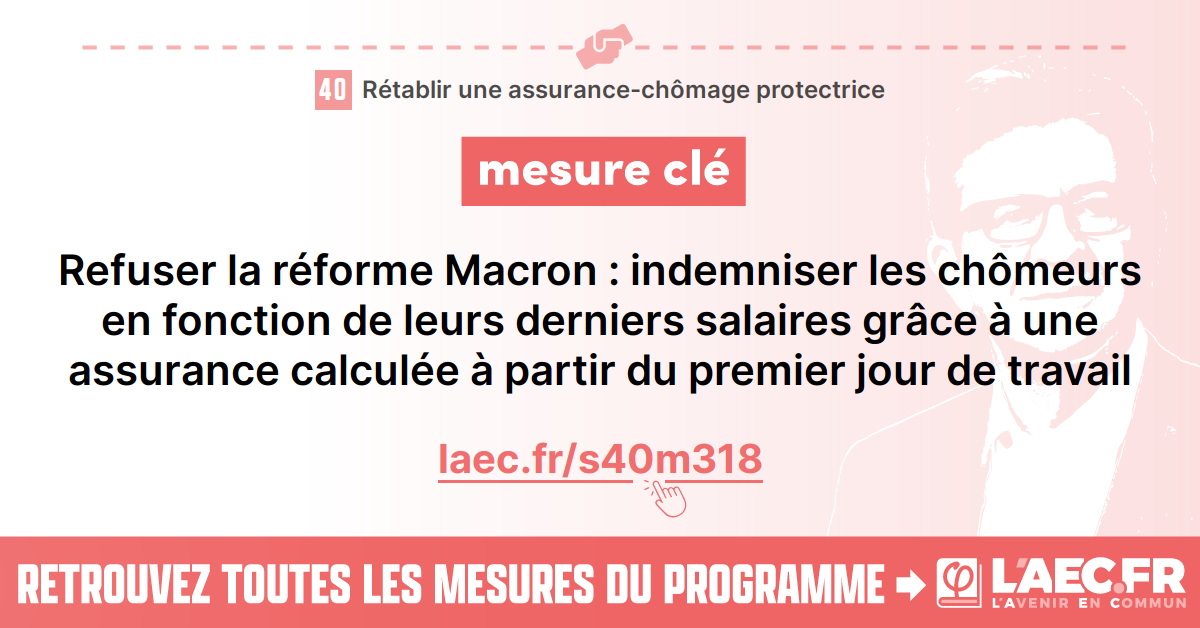 40 Rétablir une assurance-chômage protectrice
mesure clé
Refuser la réforme Macron : indemniser les chômeurs
en fonction de leurs derniers salaires grâce à une
assurance calculée à partir du premier jour de travail
laec.fr/s40m318
RETROUVEZ TOUTES LES MESURES DU PROGRAMME
φ L'AEC.FR
L'AVENIR EN COMMUN